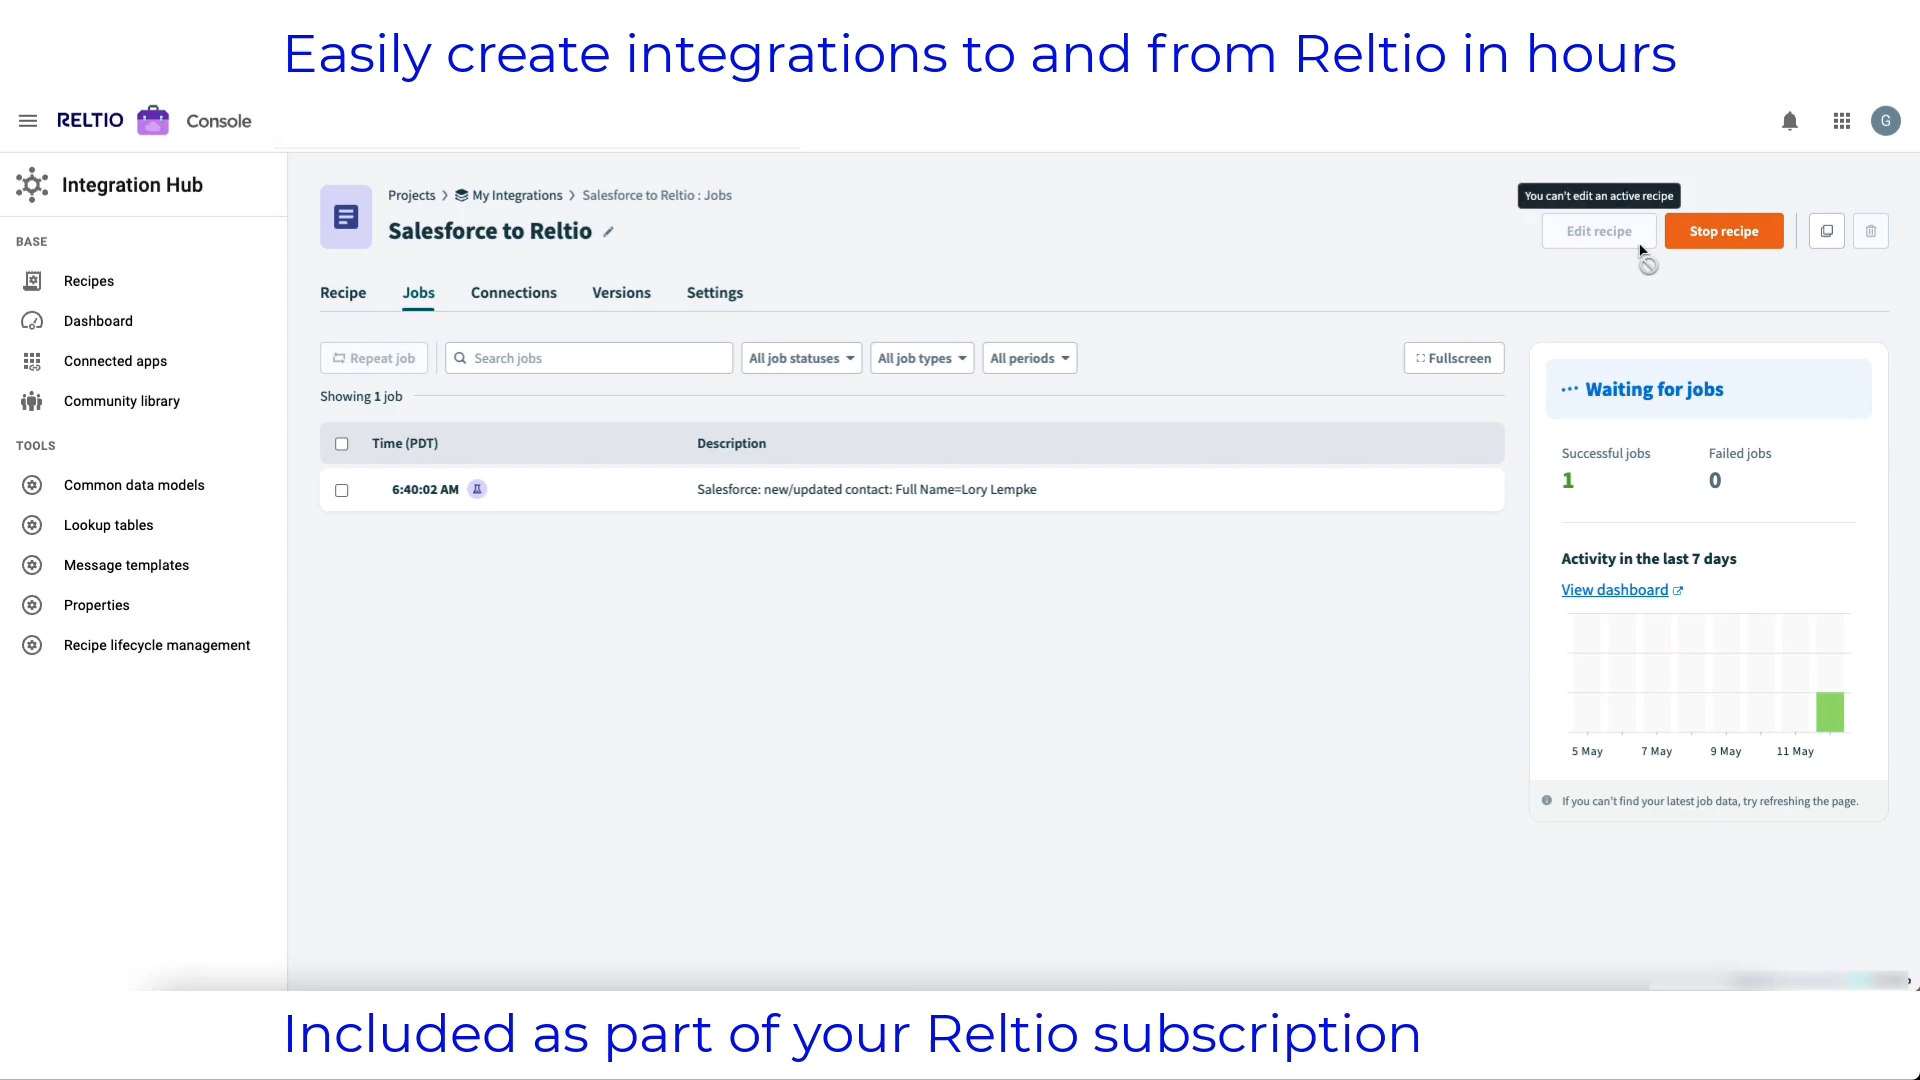 Easily create integrations to and from Reltio in hours
RELTIO Console
G
Integration Hub
BASE
Recipes
Dashboard
Connected apps
Community library
TOOLS
Common data models
Lookup tables
Message templates
Properties
Recipe lifecycle management
Projects > My Integrations > Salesforce to Reltio : Jobs
Salesforce to Reltio
You can't edit an active recipe
Edit recipe
Stop recipe
Recipe Jobs Connections Versions Settings
Repeat job
Search jobs
All job statuses
All job types
All periods
Fullscreen
Showing 1 job
Time (PDT) Description
6:40:02 AM Salesforce: new/updated contact: Full Name=Lory Lempke
Waiting for jobs
Successful jobs Failed jobs
1 0
Activity in the last 7 days
View dashboard
5 May 7 May 9 May 11 May
If you can't find your latest job data, try refreshing the page.
Included as part of your Reltio subscription